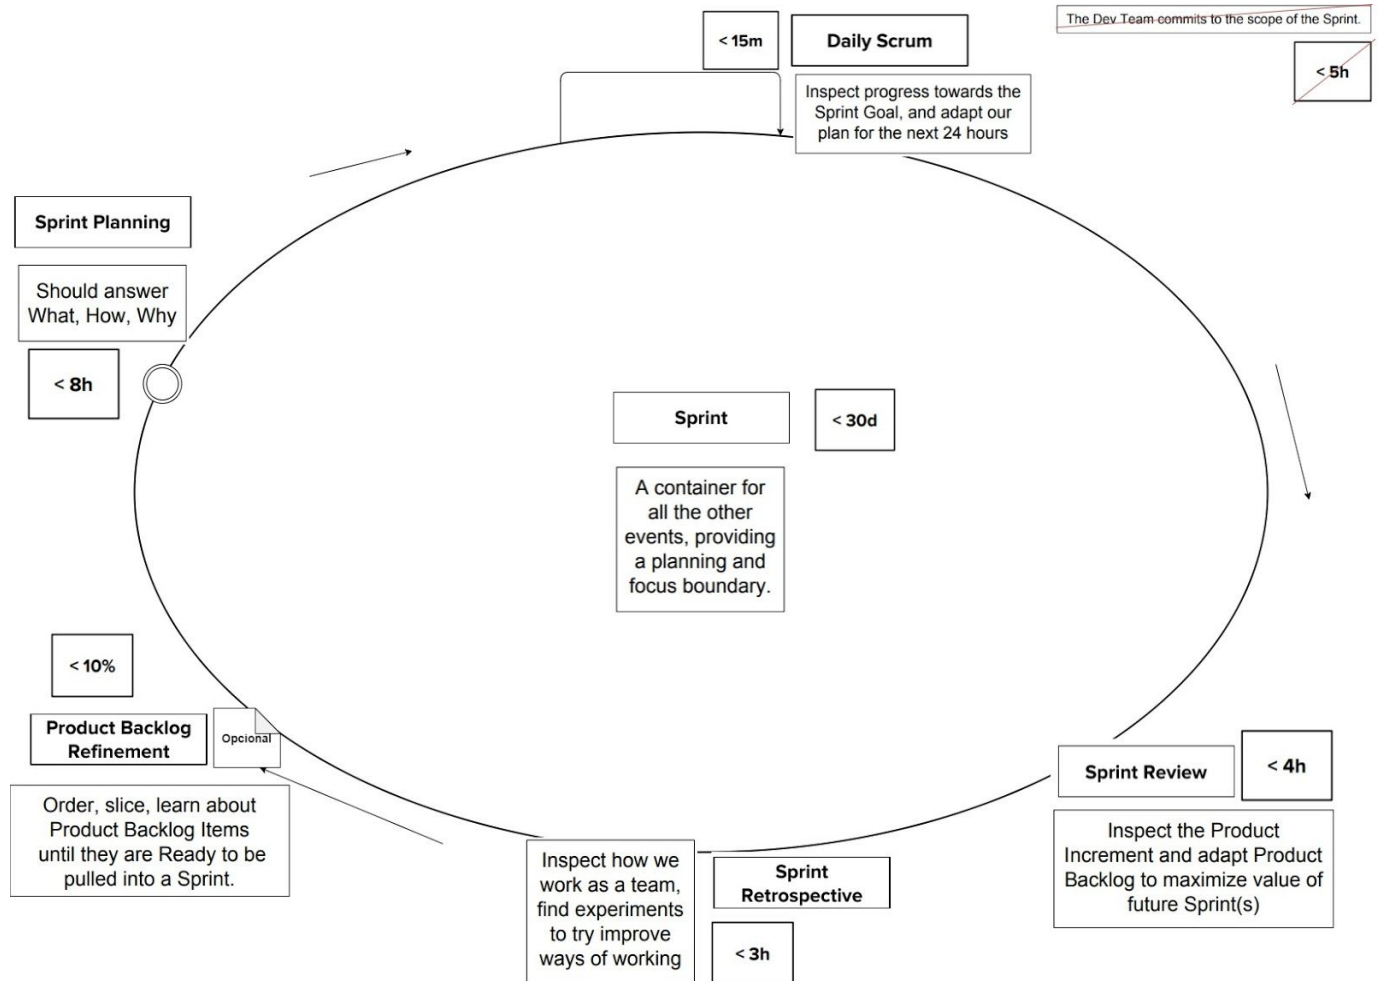 < 15m
Daily Scrum
Inspect progress towards the
Sprint Goal, and adapt our
plan for the next 24 hours
The Dev Team commits to the scope of the Sprint.
< 5h
Sprint Planning
Should answer
What, How, Why
< 8h
Sprint
< 30d
A container for
all the other
events, providing
a planning and
focus boundary.
< 10%
Product Backlog
Refinement
Opcional
Order, slice, learn about
Product Backlog Items
until they are Ready to be
pulled into a Sprint.
Sprint Review
< 4h
Inspect the Product
Increment and adapt Product
Backlog to maximize value of
future Sprint(s)
Inspect how we
work as a team,
find experiments
to try improve
ways of working
Sprint
Retrospective
< 3h